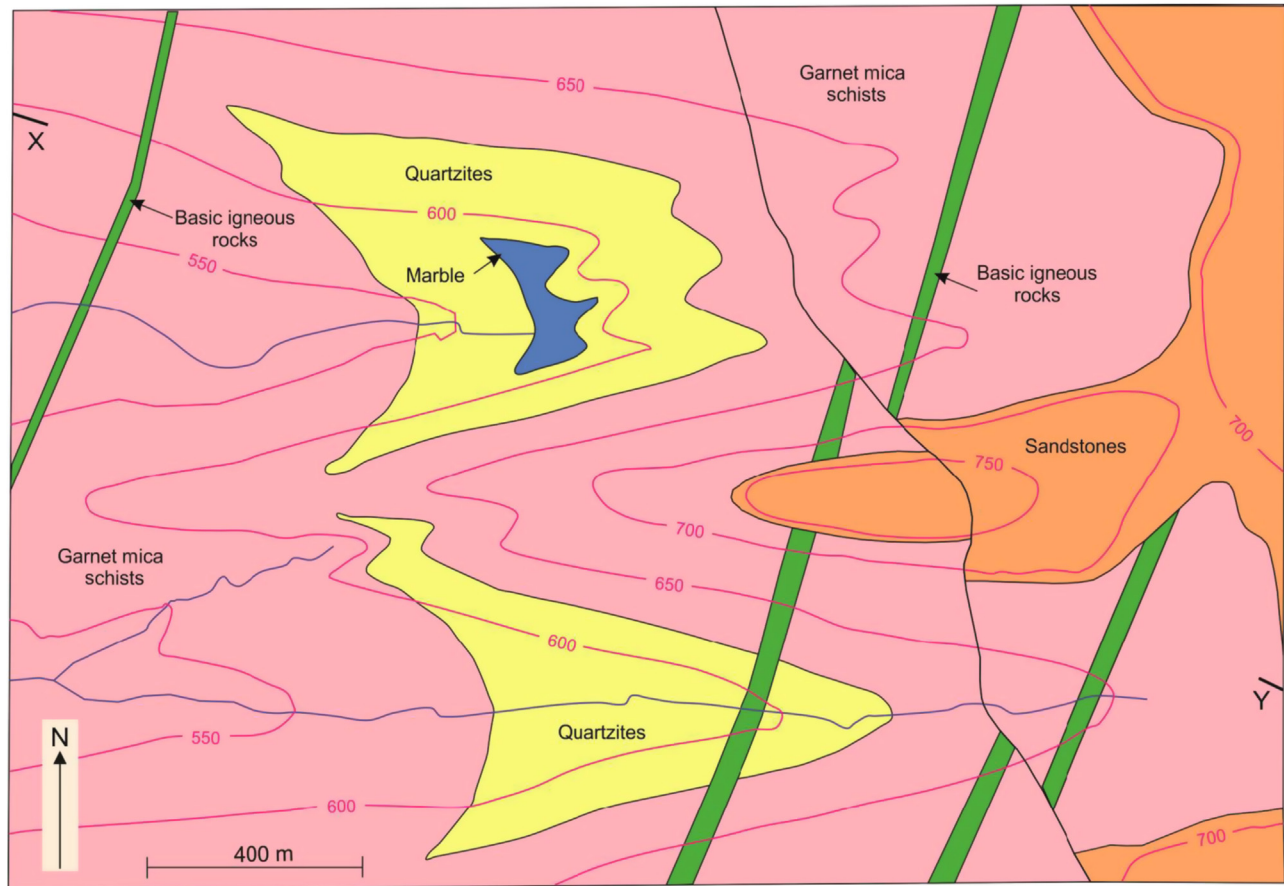 650
Garnet mica
schists
X
Quartzites
600
Basic igneous
rocks
550
Marble
Basic igneous
rocks
700
Sandstones
750
Garnet mica
schists
700
650
600
Y
N
550
Quartzites
600
400 m
700